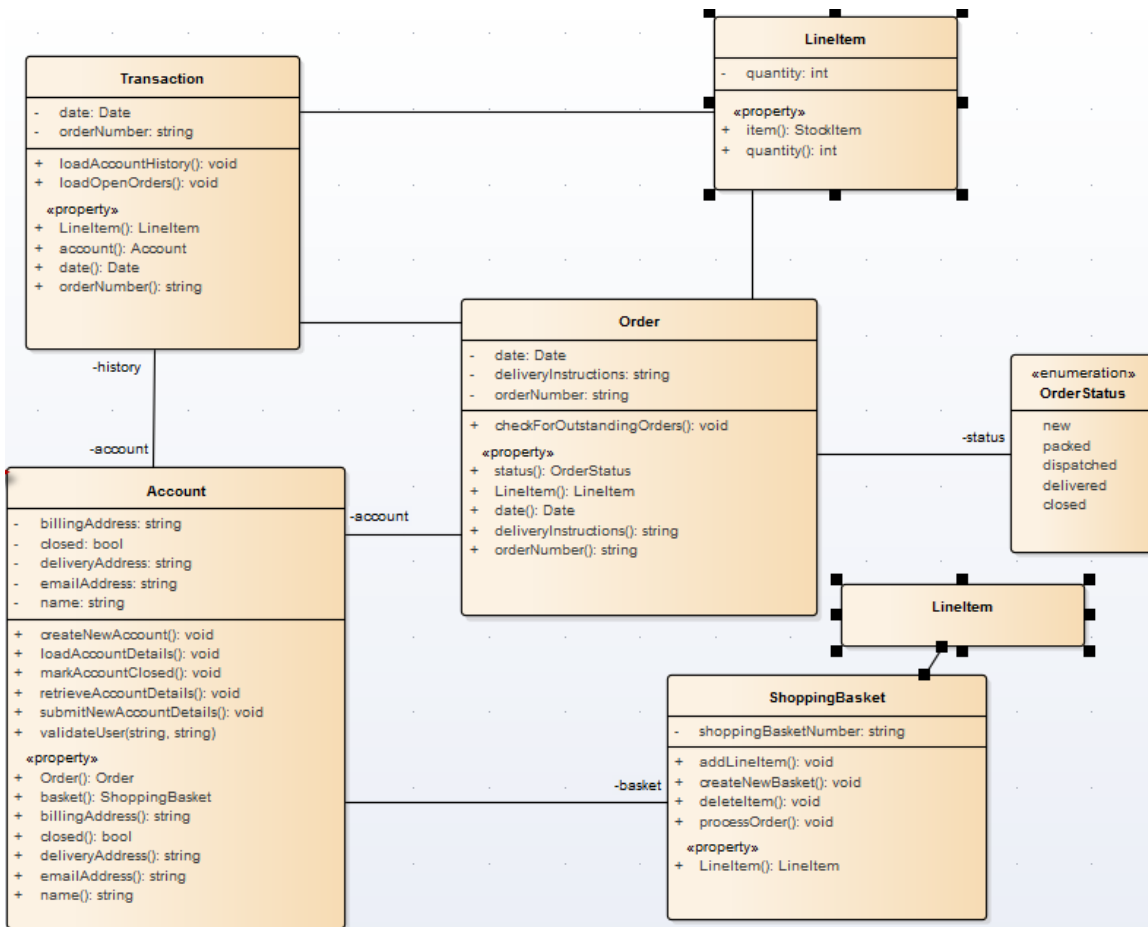 Transaction
- date: Date
- orderNumber: string
+ loadAccountHistory(): void
+ loadOpenOrders(): void
«property»
+ LineItem(): LineItem
+ account(): Account
+ date(): Date
+ orderNumber(): string
LineItem
- quantity: int
«property»
+ item(): StockItem
+ quantity(): int
-history
-account
Order
- date: Date
- deliveryInstructions: string
- orderNumber: string
+ checkForOutstandingOrders(): void
«property»
+ status(): OrderStatus
+ LineItem(): LineItem
+ date(): Date
+ deliveryInstructions(): string
+ orderNumber(): string
-status
«enumeration»
OrderStatus
new
packed
dispatched
delivered
closed
-account
Account
- billingAddress: string
- closed: bool
- deliveryAddress: string
- emailAddress: string
- name: string
+ createNewAccount(): void
+ loadAccountDetails(): void
+ markAccountClosed(): void
+ retrieveAccountDetails(): void
+ submitNewAccountDetails(): void
+ validateUser(string, string)
«property»
+ Order(): Order
+ basket(): ShoppingBasket
+ billingAddress(): string
+ closed(): bool
+ deliveryAddress(): string
+ emailAddress(): string
+ name(): string
-basket
LineItem
ShoppingBasket
- shoppingBasketNumber: string
+ addLineItem(): void
+ createNewBasket(): void
+ deleteItem(): void
+ processOrder(): void
«property»
+ LineItem(): LineItem